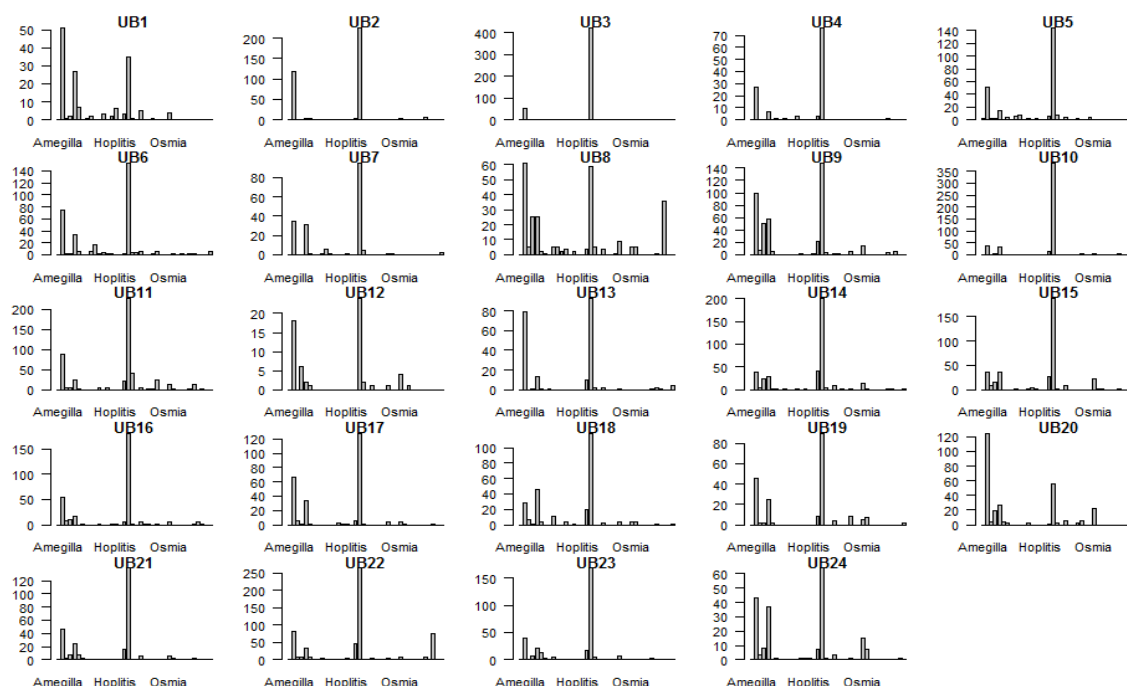 UB1 UB2 UB3 UB4 UB5
50 40 30 20 10 0
200 150 100 50 0
400 300 200 100 0
70 60 50 40 30 20 10 0
140 120 100 80 60 40 20 0
Amegilla Hoplitis Osmia Amegilla Hoplitis Osmia Amegilla Hoplitis Osmia Amegilla Hoplitis Osmia Amegilla Hoplitis Osmia
UB6 UB7 UB8 UB9 UB10
140 120 100 80 60 40 20 0
80 60 40 20 0
60 50 40 30 20 10 0
140 120 100 80 60 40 20 0
350 300 250 200 150 100 50 0
Amegilla Hoplitis Osmia Amegilla Hoplitis Osmia Amegilla Hoplitis Osmia Amegilla Hoplitis Osmia Amegilla Hoplitis Osmia
UB11 UB12 UB13 UB14 UB15
200 150 100 50 0
20 15 10 5 0
80 60 40 20 0
200 150 100 50 0
150 100 50 0
Amegilla Hoplitis Osmia Amegilla Hoplitis Osmia Amegilla Hoplitis Osmia Amegilla Hoplitis Osmia Amegilla Hoplitis Osmia
UB16 UB17 UB18 UB19 UB20
150 100 50 0
120 100 80 60 40 20 0
100 80 60 40 20 0
80 60 40 20 0
120 100 80 60 40 20 0
Amegilla Hoplitis Osmia Amegilla Hoplitis Osmia Amegilla Hoplitis Osmia Amegilla Hoplitis Osmia Amegilla Hoplitis Osmia
UB21 UB22 UB23 UB24
120 100 80 60 40 20 0
250 200 150 100 50 0
150 100 50 0
60 50 40 30 20 10 0
Amegilla Hoplitis Osmia Amegilla Hoplitis Osmia Amegilla Hoplitis Osmia Amegilla Hoplitis Osmia